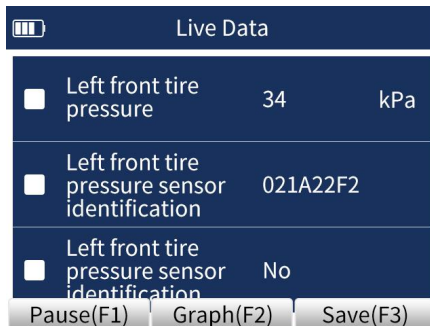 Live Data
Left front tire
pressure
34
kPa
Left front tire
pressure sensor
identification
021A22F2
Left front tire
pressure sensor
identification
No
Pause(F1) Graph(F2) Save(F3)